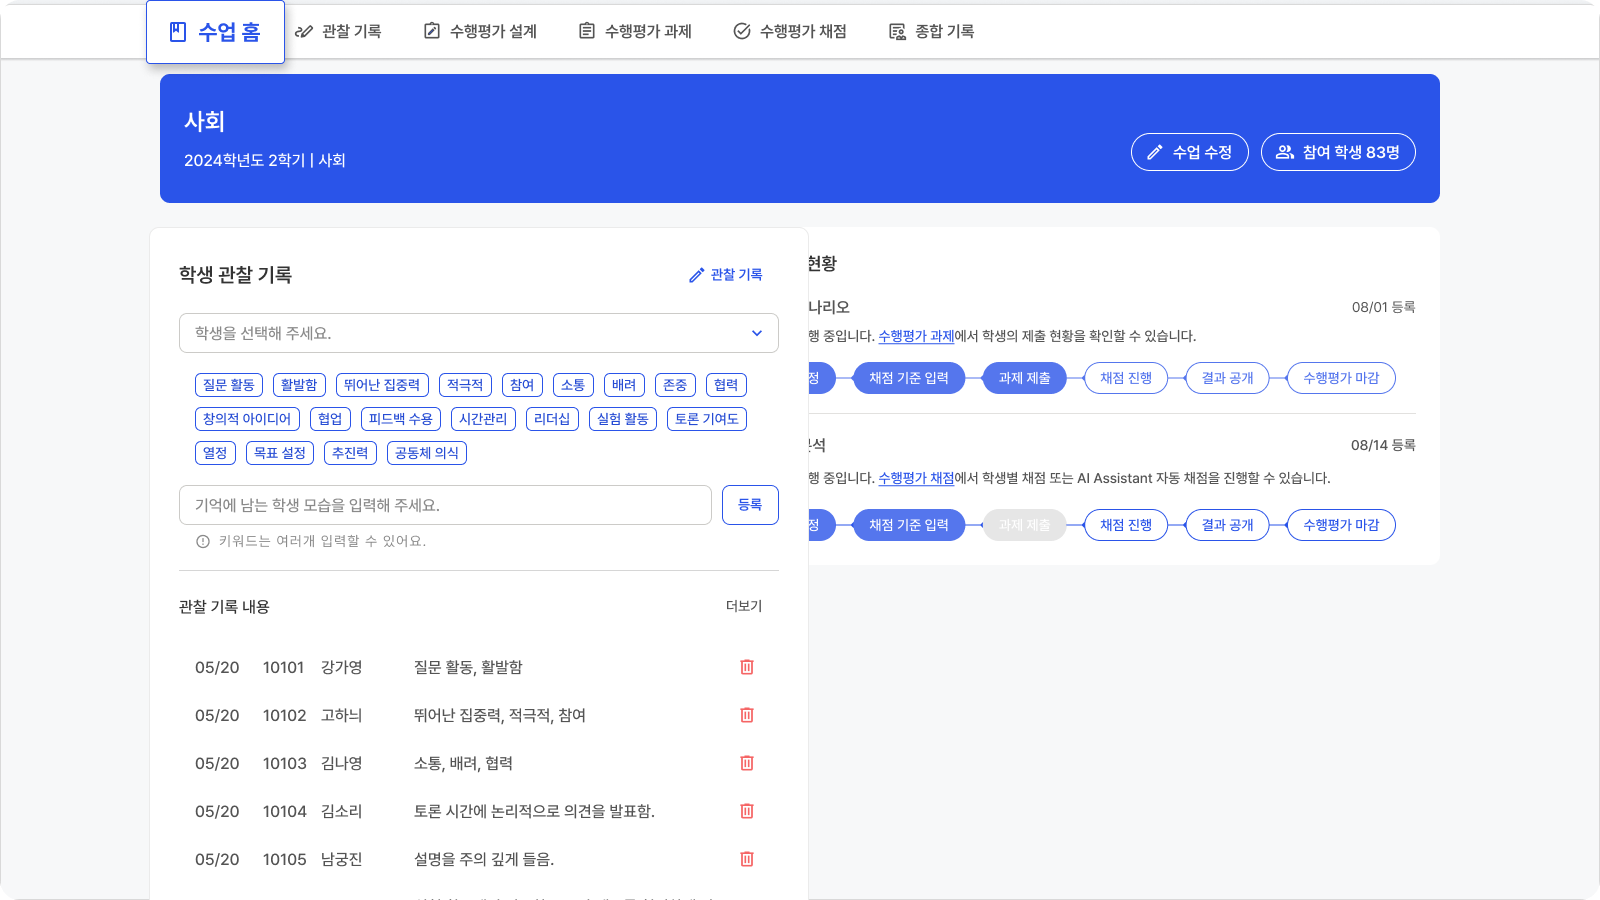 수업 홈
관찰 기록
수행평가 설계
수행평가 과제
수행평가 채점
종합 기록
사회
2024학년도 2학기 | 사회
수업 수정
참여 학생 83명
학생 관찰 기록
관찰 기록
학생을 선택해 주세요.
질문 활동 활발함 뛰어난 집중력 적극적 참여 소통 배려 존중 협력
창의적 아이디어 협업 피드백 수용 시간관리 리더십 실험 활동 토론 기여도
열정 목표 설정 추진력 공동체 의식
기억에 남는 학생 모습을 입력해 주세요.
등록
키워드는 여러개 입력할 수 있어요.
관찰 기록 내용
더보기
05/20 10101 강가영 질문 활동, 활발함
05/20 10102 고하늬 뛰어난 집중력, 적극적, 참여
05/20 10103 김나영 소통, 배려, 협력
05/20 10104 김소리 토론 시간에 논리적으로 의견을 발표함.
05/20 10105 남궁진 설명을 주의 깊게 들음.
현황
나리오
08/01 등록
행 중입니다. 수행평가 과제에서 학생의 제출 현황을 확인할 수 있습니다.
정 채점 기준 입력 과제 제출 채점 진행 결과 공개 수행평가 마감
석
08/14 등록
행 중입니다. 수행평가 채점에서 학생별 채점 또는 AI Assistant 자동 채점을 진행할 수 있습니다.
정 채점 기준 입력 과제 제출 채점 진행 결과 공개 수행평가 마감